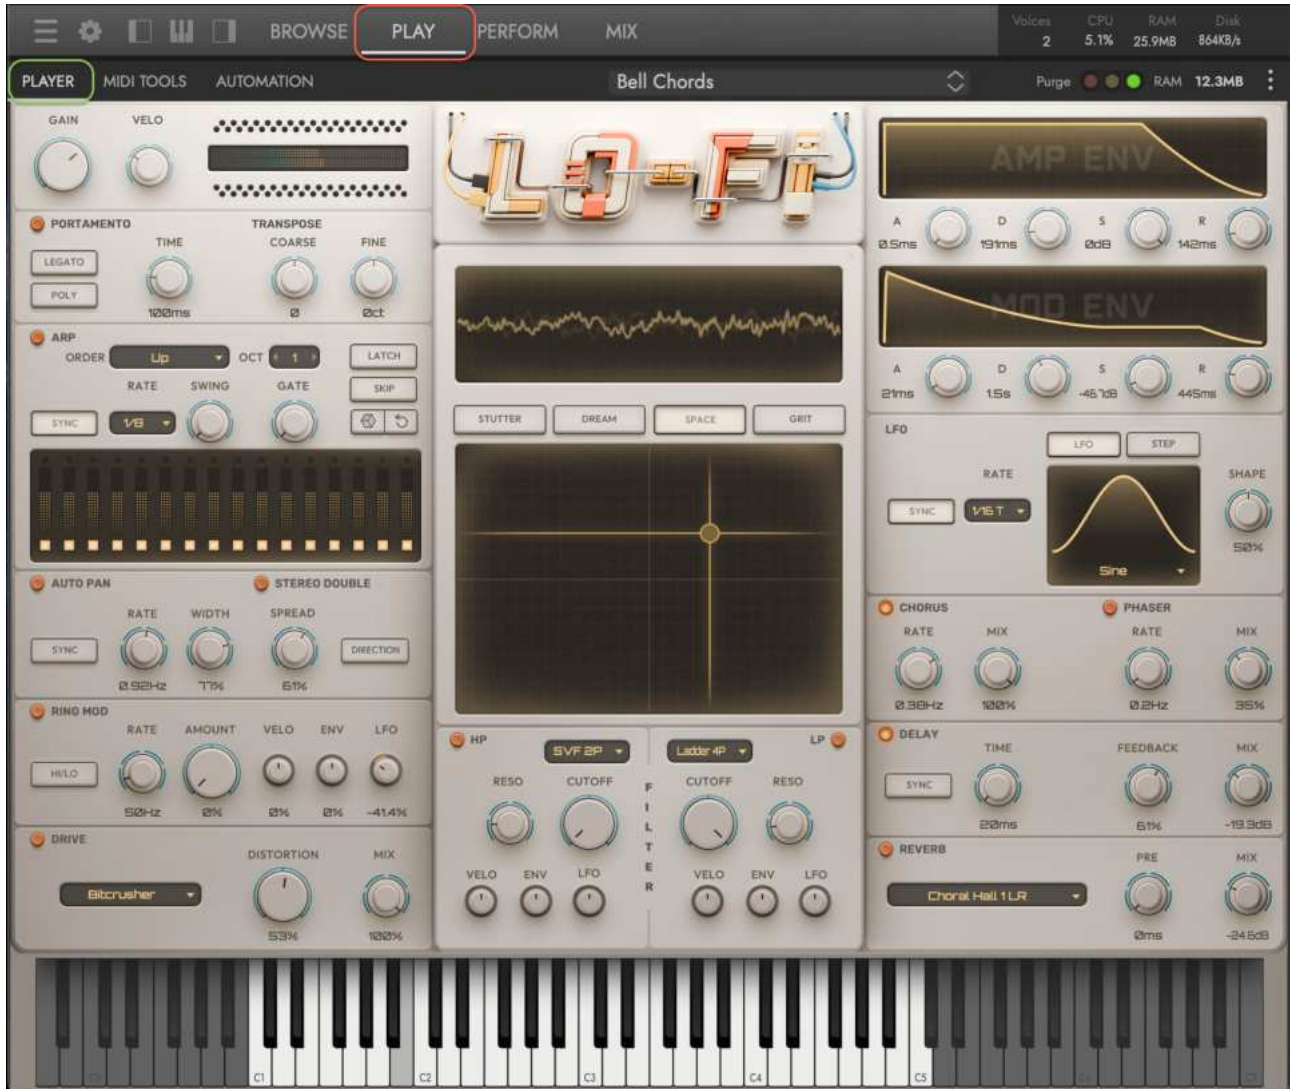 BROWSE PLAY PERFORM MIX
Voices CPU RAM Disk
2 5.1% 25.9MB 864KB/s
PLAYER MIDI TOOLS AUTOMATION
Bell Chords
Purge RAM 12.3MB
GAIN VELO
PORTAMENTO TRANSPOSE
TIME COARSE FINE
LEGATO
POLY
100ms 0 0ct
ARP
ORDER Up OCT 1 LATCH
RATE SWING GATE SKIP
SYNC 1/8
AUTO PAN STEREO DOUBLE
RATE WIDTH SPREAD
SYNC DIRECTION
0.92Hz 77% 61%
RING MOD
RATE AMOUNT VELO ENV LFO
HI/LO
50Hz 0% 0% 0% -41.4%
DRIVE
DISTORTION MIX
Bitcrusher
53% 100%
LO-FI
STUTTER DREAM SPACE GRIT
HP SVF 2P Ladder 4P LP
RESO CUTOFF CUTOFF RESO
FILTER
VELO ENV LFO VELO ENV LFO
AMP ENV
A D S R
0.5ms 191ms 0dB 142ms
MOD ENV
A D S R
21ms 1.5s -46.7dB 445ms
LFO
LFO STEP
RATE SHAPE
SYNC 1/16 T
50%
Sine
CHORUS PHASER
RATE MIX RATE MIX
0.38Hz 100% 0.2Hz 35%
DELAY
TIME FEEDBACK MIX
SYNC
20ms 61% -19.3dB
REVERB
PRE MIX
Choral Hall 1 LR
0ms -24.6dB
C1 C2 C3 C4 C5